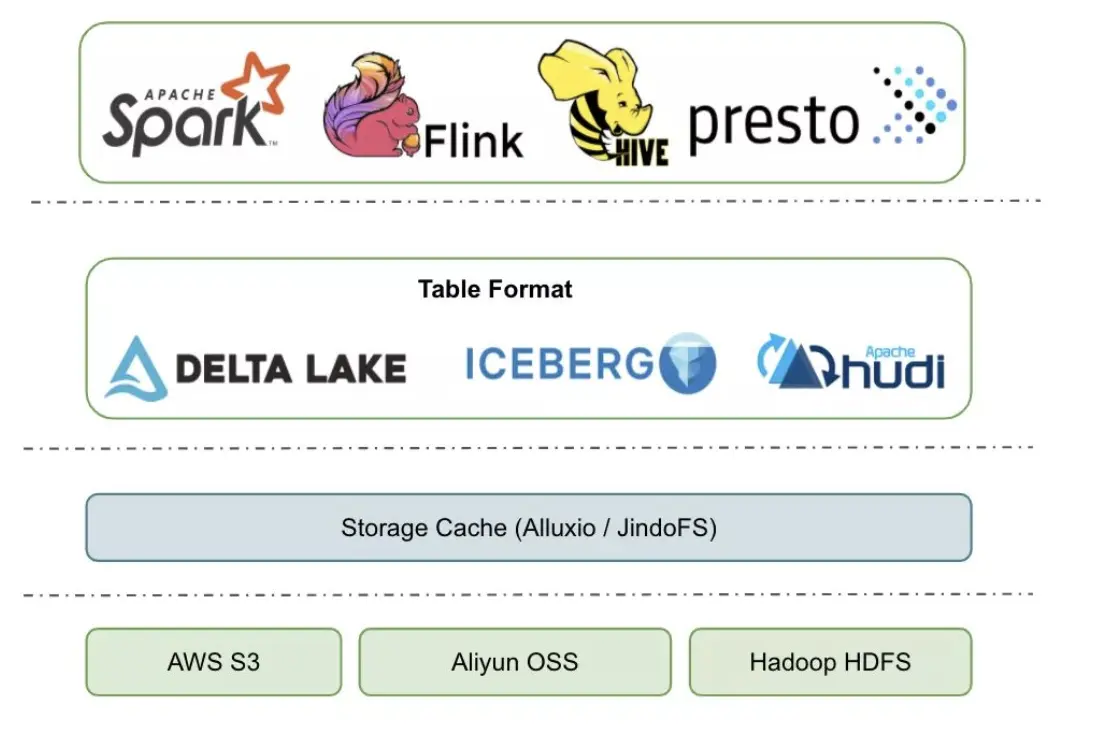 APACHE
Spark™
Flink
HIVE
presto
Table Format
DELTA LAKE
ICEBERG
Apache
hudi
Storage Cache (Alluxio / JindoFS)
AWS S3
Aliyun OSS
Hadoop HDFS